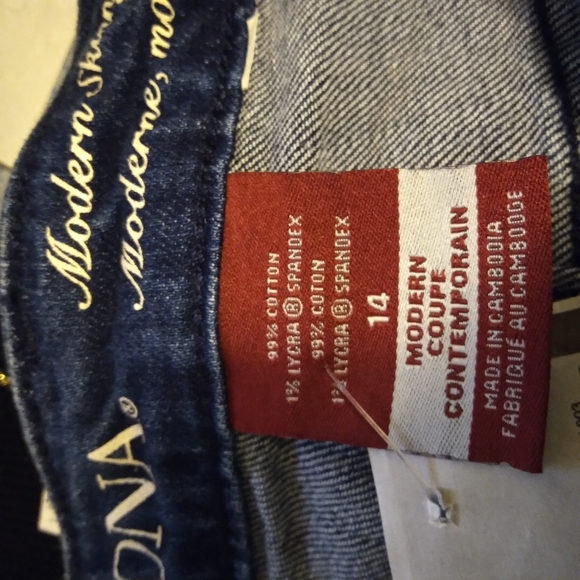 Modern Skinny
Moderne, mo
ONA®
99% COTTON
1% LYCRA ® SPANDEX
99% COTON
1% LYCRA ® SPANDEX
14
MODERN
COUPE
CONTEMPORAIN
MADE IN CAMBODIA
FABRIQUÉ AU CAMBODGE